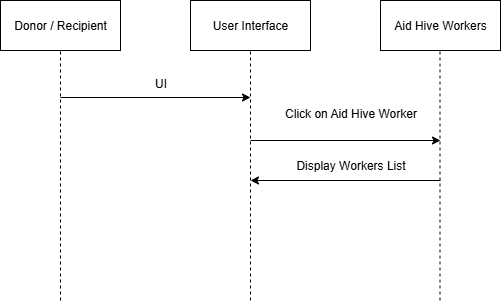 Donor / Recipient
User Interface
Aid Hive Workers
UI
Click on Aid Hive Worker
Display Workers List